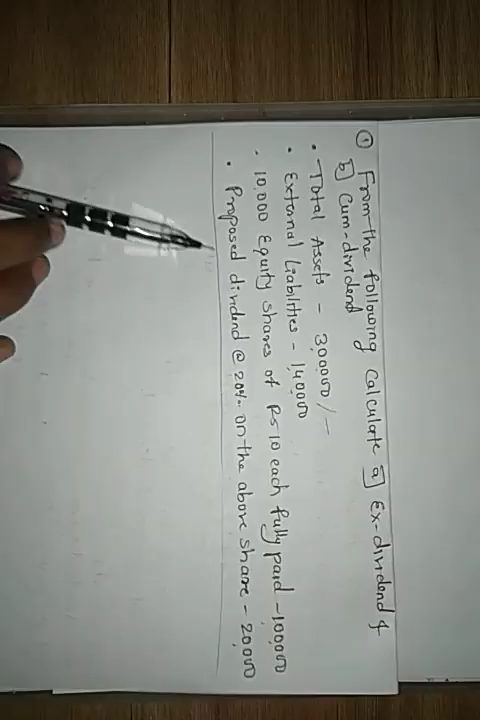 ① From the following calculate a] Ex-dividend &
b] Cum-dividend
• Total Assets - 3,00,000/-
• External Liabilities - 1,40,000
• 10,000 Equity shares of Rs 10 each fully paid - 1,00,000
• Proposed dividend @ 20% on the above share - 20,000